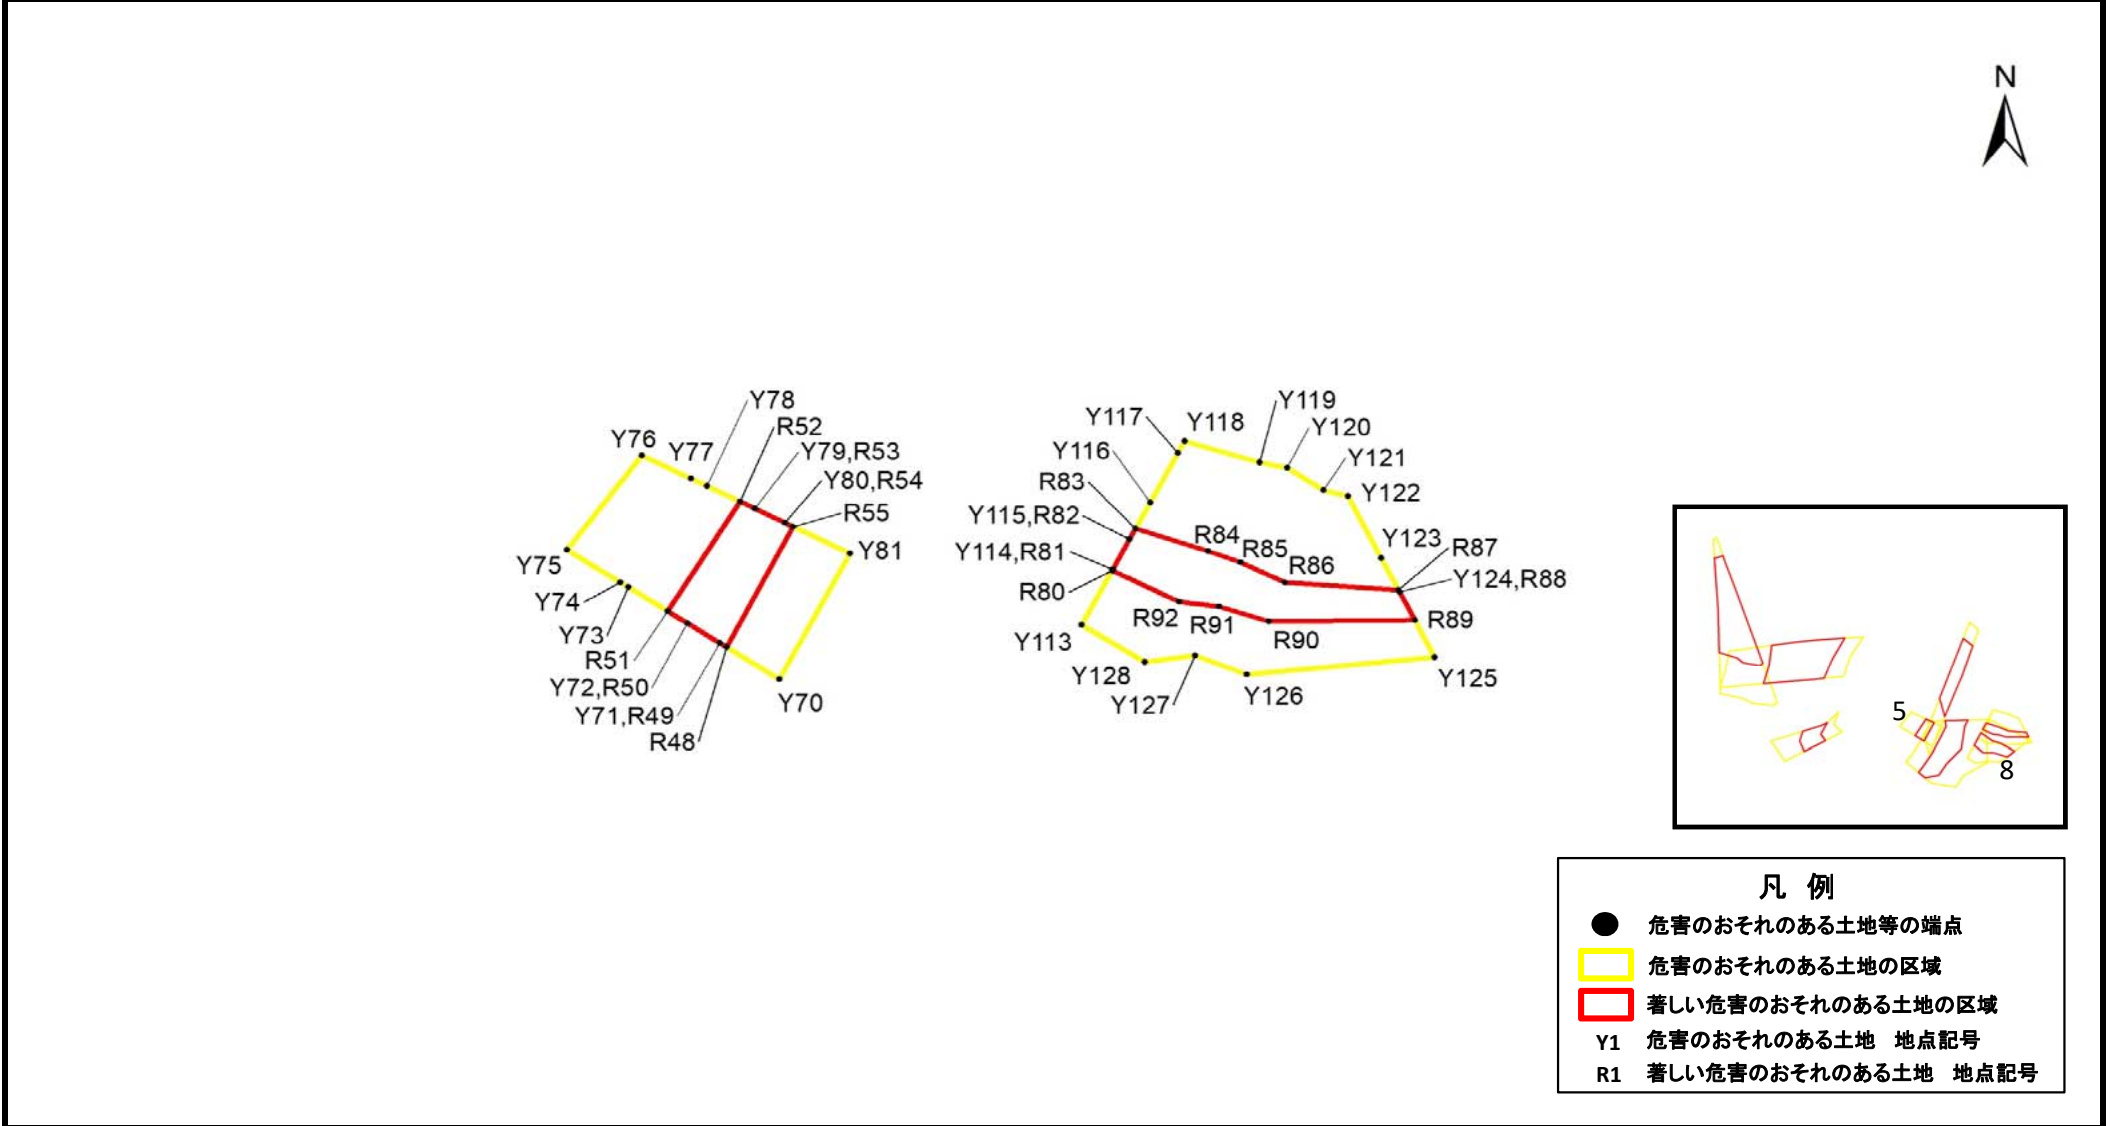 N
Y78
R52
Y76
Y77
Y79,R53
Y80,R54
R55
Y81
Y75
Y74
Y73
R51
Y72,R50
Y71,R49
R48
Y70
Y119
Y117
Y118
Y120
Y116
Y121
R83
Y122
Y115,R82
R84
Y123
R87
Y114,R81
R85
R86
Y124,R88
R80
R92
R91
R89
Y113
R90
Y128
Y125
Y127
Y126
5
8
凡 例
危害のおそれのある土地等の端点
危害のおそれのある土地の区域
著しい危害のおそれのある土地の区域
Y1 危害のおそれのある土地 地点記号
R1 著しい危害のおそれのある土地 地点記号